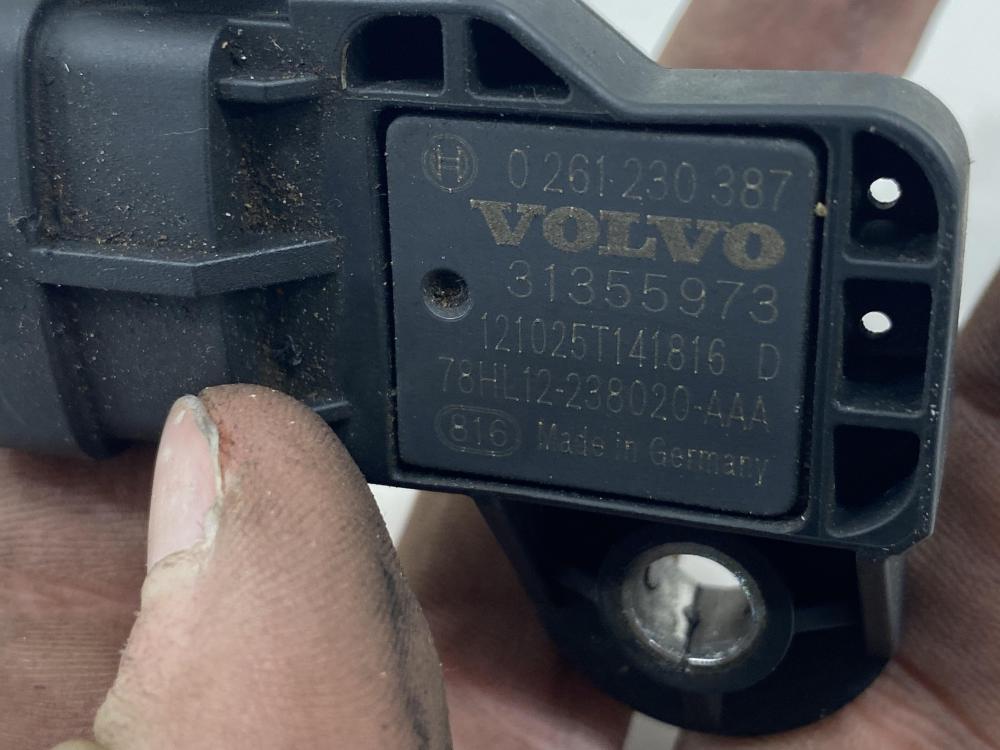 0 261 230 387
VOLVO
31355973
121025T141816 D
78HL12-238020-AAA
816 Made in Germany